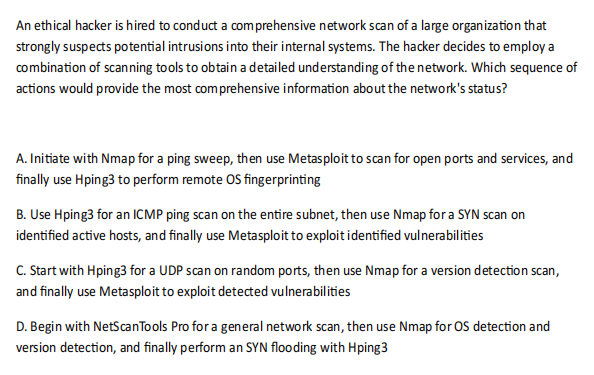 An ethical hacker is hired to conduct a comprehensive network scan of a large organization that
strongly suspects potential intrusions into their internal systems. The hacker decides to employ a
combination of scanning tools to obtain a detailed understanding of the network. Which sequence of
actions would provide the most comprehensive information about the network's status?
A. Initiate with Nmap for a ping sweep, then use Metasploit to scan for open ports and services, and
finally use Hping3 to perform remote OS fingerprinting
B. Use Hping3 for an ICMP ping scan on the entire subnet, then use Nmap for a SYN scan on
identified active hosts, and finally use Metasploit to exploit identified vulnerabilities
C. Start with Hping3 for a UDP scan on random ports, then use Nmap for a version detection scan,
and finally use Metasploit to exploit detected vulnerabilities
D. Begin with NetScanTools Pro for a general network scan, then use Nmap for OS detection and
version detection, and finally perform an SYN flooding with Hping3